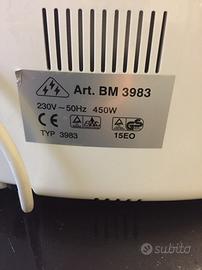 Art. BM 3983
230V ~ 50Hz 450W
CE
TYP 3983
15EO
subito